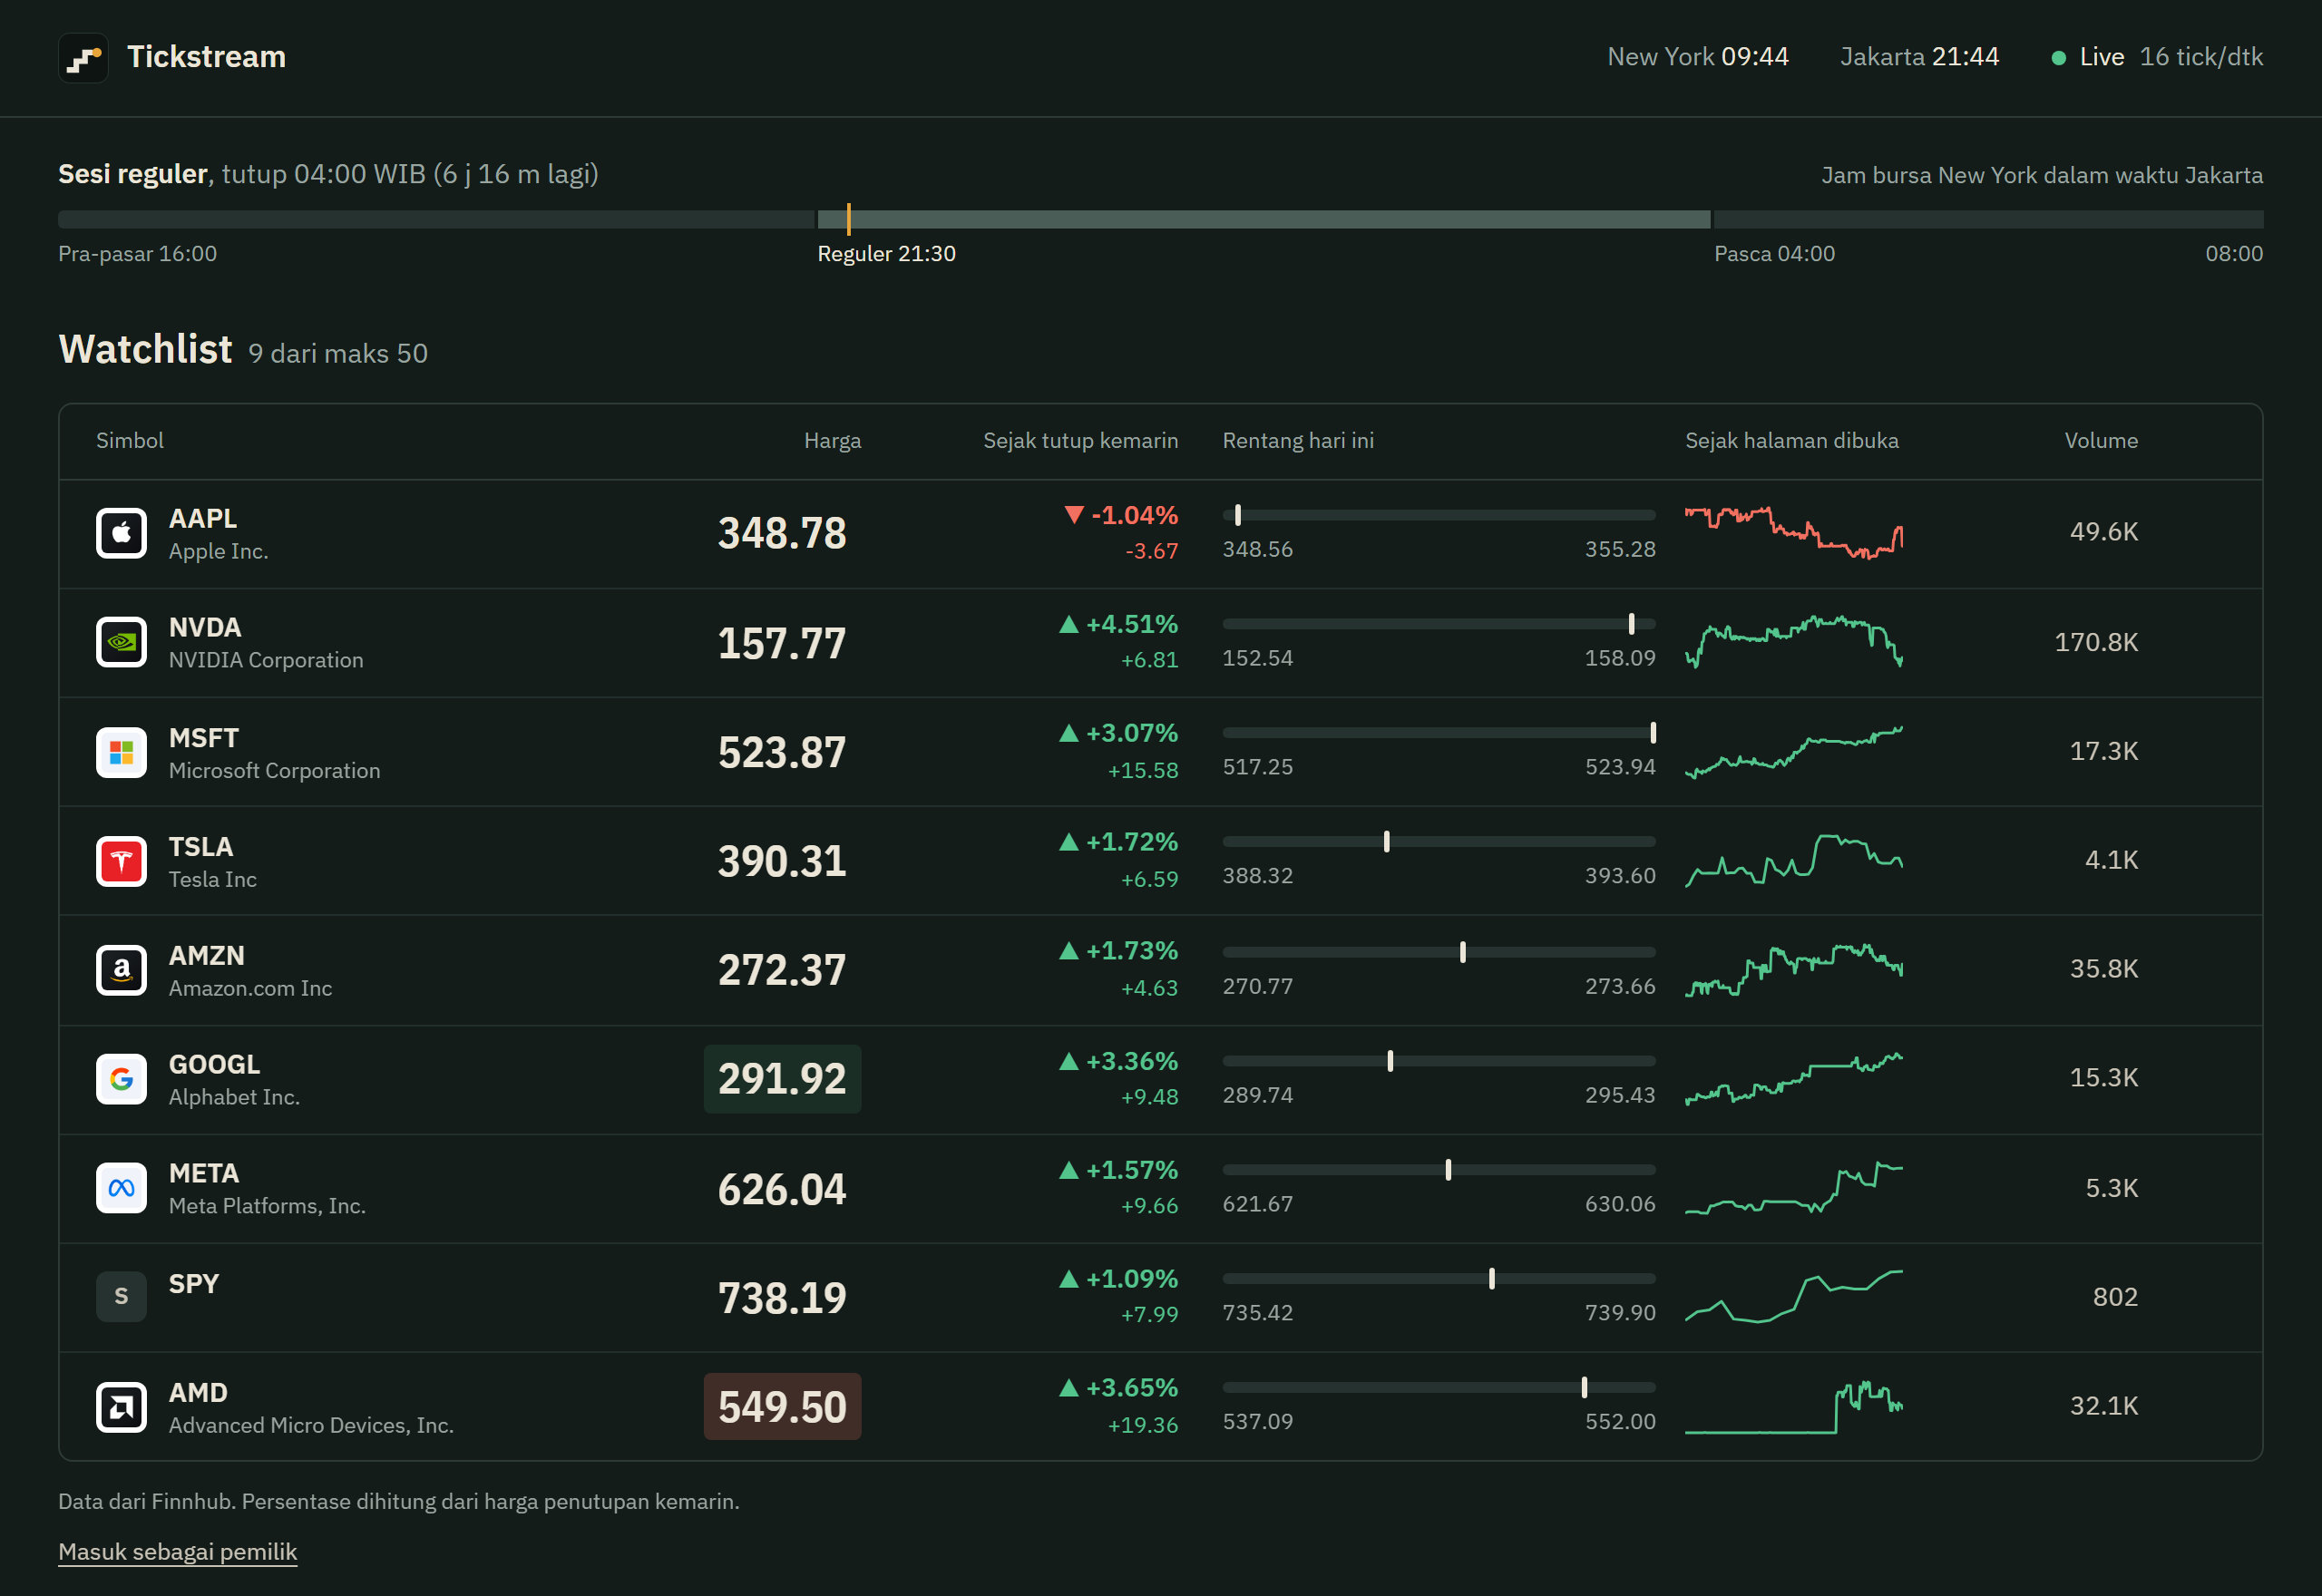 Tickstream
New York 09:44 Jakarta 21:44 Live 16 tick/dtk
Sesi reguler, tutup 04:00 WIB (6 j 16 m lagi)
Jam bursa New York dalam waktu Jakarta
Pra-pasar 16:00 Reguler 21:30 Pasca 04:00 08:00
Watchlist 9 dari maks 50
Simbol Harga Sejak tutup kemarin Rentang hari ini Sejak halaman dibuka Volume
AAPL
Apple Inc.
348.78
▼ -1.04%
-3.67
348.56 355.28
49.6K
NVDA
NVIDIA Corporation
157.77
▲ +4.51%
+6.81
152.54 158.09
170.8K
MSFT
Microsoft Corporation
523.87
▲ +3.07%
+15.58
517.25 523.94
17.3K
TSLA
Tesla Inc
390.31
▲ +1.72%
+6.59
388.32 393.60
4.1K
a
AMZN
Amazon.com Inc
272.37
▲ +1.73%
+4.63
270.77 273.66
35.8K
G
GOOGL
Alphabet Inc.
291.92
▲ +3.36%
+9.48
289.74 295.43
15.3K
META
Meta Platforms, Inc.
626.04
▲ +1.57%
+9.66
621.67 630.06
5.3K
S
SPY
738.19
▲ +1.09%
+7.99
735.42 739.90
802
AMD
Advanced Micro Devices, Inc.
549.50
▲ +3.65%
+19.36
537.09 552.00
32.1K
Data dari Finnhub. Persentase dihitung dari harga penutupan kemarin.
Masuk sebagai pemilik